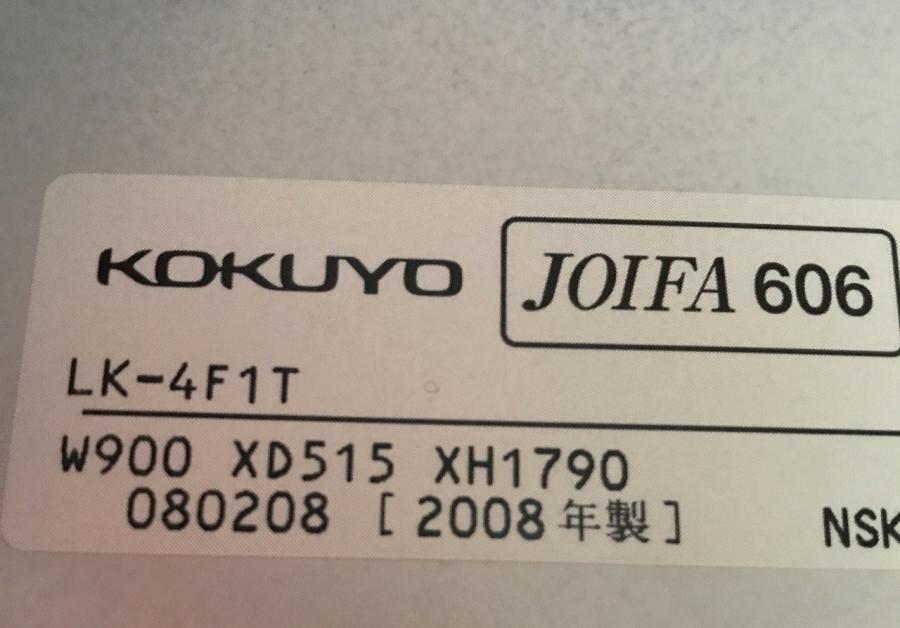 KOKUYO JOIFA 606
LK-4F1T
W900 XD515 XH1790
080208 [ 2008年製 ] NSK